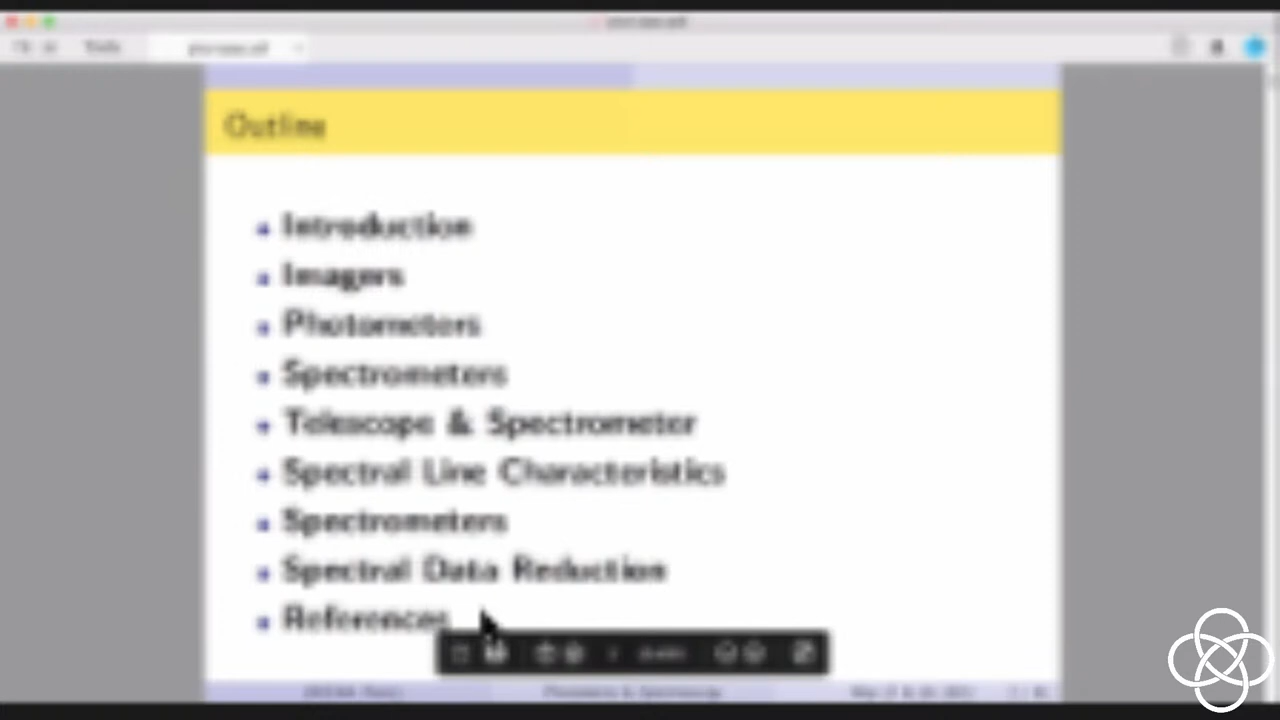 Outline
Introduction
Imagers
Photometers
Spectrometers
Telescope & Spectrometer
Spectral Line Characteristics
Spectrometers
Spectral Data Reduction
References